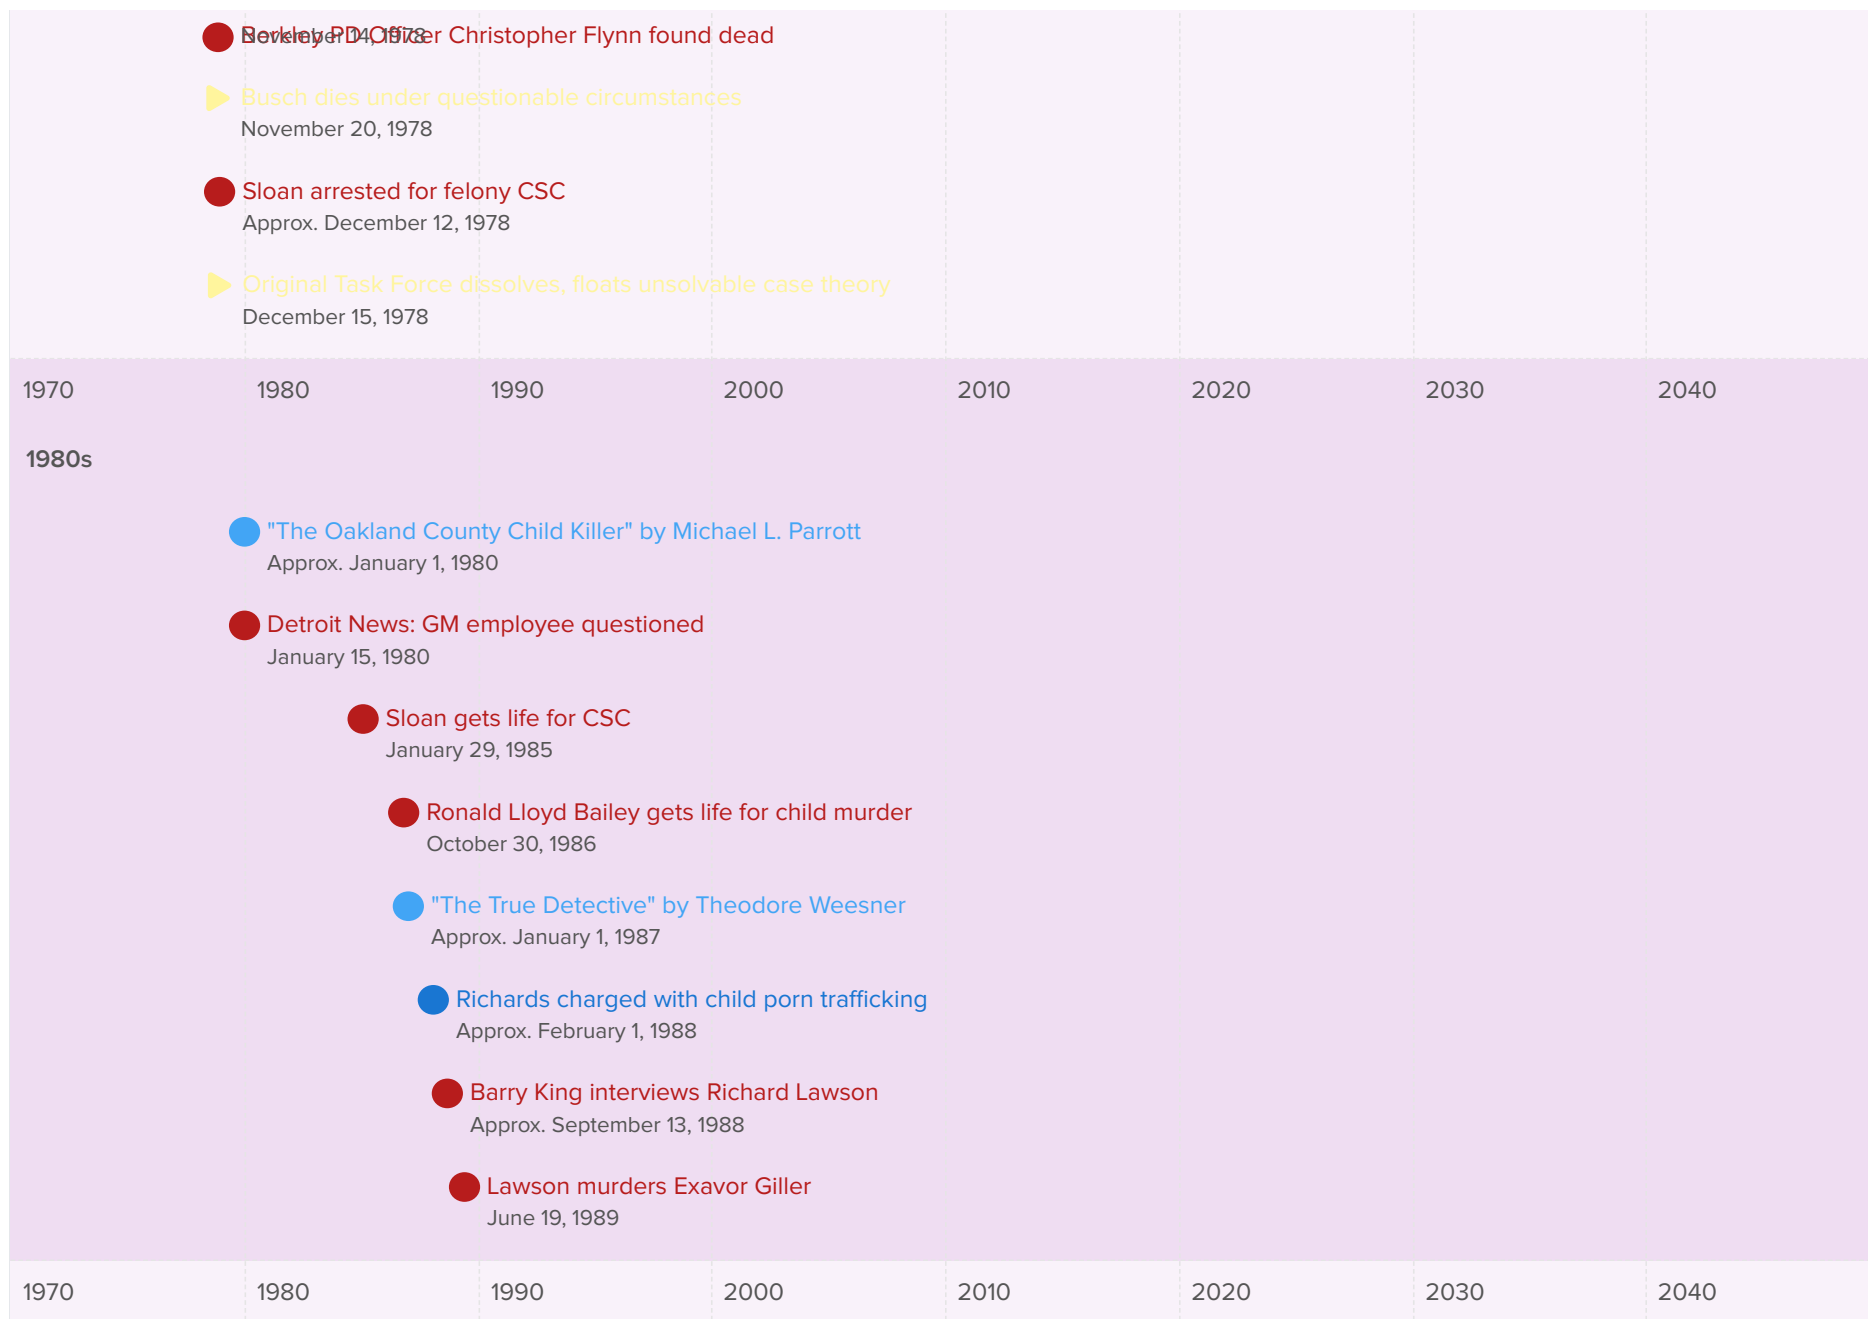 Berkley PD Officer Christopher Flynn found dead
November 14, 1978
Busch dies under questionable circumstances
November 20, 1978
Sloan arrested for felony CSC
Approx. December 12, 1978
Original Task Force dissolves, floats unsolvable case theory
December 15, 1978
1970 1980 1990 2000 2010 2020 2030 2040
1980s
"The Oakland County Child Killer" by Michael L. Parrott
Approx. January 1, 1980
Detroit News: GM employee questioned
January 15, 1980
Sloan gets life for CSC
January 29, 1985
Ronald Lloyd Bailey gets life for child murder
October 30, 1986
"The True Detective" by Theodore Weesner
Approx. January 1, 1987
Richards charged with child porn trafficking
Approx. February 1, 1988
Barry King interviews Richard Lawson
Approx. September 13, 1988
Lawson murders Exavor Giller
June 19, 1989
1970 1980 1990 2000 2010 2020 2030 2040